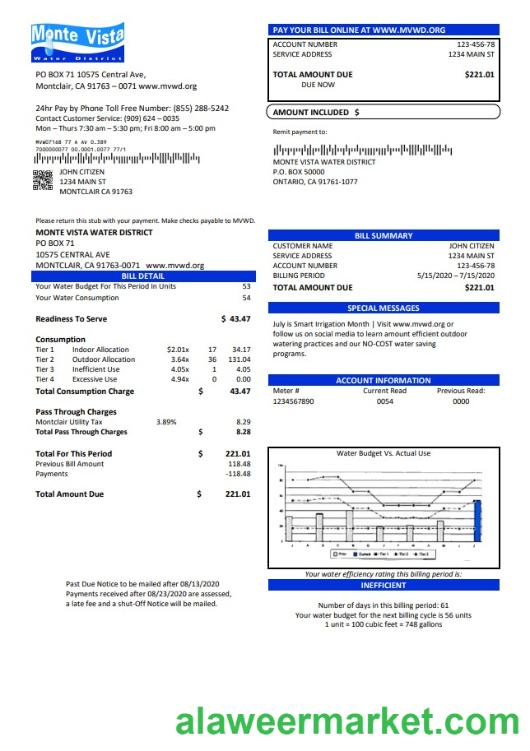 Monte Vista
Water District
PO BOX 71 10575 Central Ave,
Montclair, CA 91763 – 0071 www.mvwd.org
24hr Pay by Phone Toll Free Number: (855) 288-5242
Contact Customer Service: (909) 624 – 0035
Mon – Thurs 7:30 am – 5:30 pm; Fri 8:00 am – 5:00 pm
7000000077 00.0001.0077 77/1
JOHN CITIZEN
1234 MAIN ST
MONTCLAIR CA 91763
PAY YOUR BILL ONLINE AT WWW.MVWD.ORG
ACCOUNT NUMBER 123-456-78
SERVICE ADDRESS 1234 MAIN ST
TOTAL AMOUNT DUE $221.01
DUE NOW
AMOUNT INCLUDED $
Remit payment to:
MONTE VISTA WATER DISTRICT
P.O. BOX 50000
ONTARIO, CA 91761-1077
Please return this stub with your payment. Make checks payable to MVWD.
MONTE VISTA WATER DISTRICT
PO BOX 71
10575 CENTRAL AVE
MONTCLAIR, CA 91763-0071 www.mvwd.org
BILL DETAIL
Your Water Budget For This Period In Units 53
Your Water Consumption 54
Readiness To Serve $ 43.47
Consumption
Tier 1 Indoor Allocation $2.01x 17 34.17
Tier 2 Outdoor Allocation 3.64x 36 131.04
Tier 3 Inefficient Use 4.05x 1 4.05
Tier 4 Excessive Use 4.94x 0 0.00
Total Consumption Charge $ 43.47
Pass Through Charges
Montclair Utility Tax 3.89% 8.29
Total Pass Through Charges $ 8.28
Total For This Period $ 221.01
Previous Bill Amount 118.48
Payments -118.48
Total Amount Due $ 221.01
Past Due Notice to be mailed after 08/13/2020
Payments received after 08/23/2020 are assessed,
a late fee and a shut-Off Notice will be mailed.
BILL SUMMARY
CUSTOMER NAME JOHN CITIZEN
SERVICE ADDRESS 1234 MAIN ST
ACCOUNT NUMBER 123-456-78
BILLING PERIOD 5/15/2020 – 7/15/2020
TOTAL AMOUNT DUE $221.01
SPECIAL MESSAGES
July is Smart Irrigation Month | Visit www.mvwd.org or
follow us on social media to learn amount efficient outdoor
watering practices and our NO-COST water saving
programs.
ACCOUNT INFORMATION
Meter # Current Read: Previous Read:
1234567890 0054 0000
Water Budget Vs. Actual Use
Your water efficiency rating this billing period is:
INEFFICIENT
Number of days in this billing period: 61
Your water budget for the next billing cycle is 56 units
1 unit = 100 cubic feet = 748 gallons
alaweermarket.com